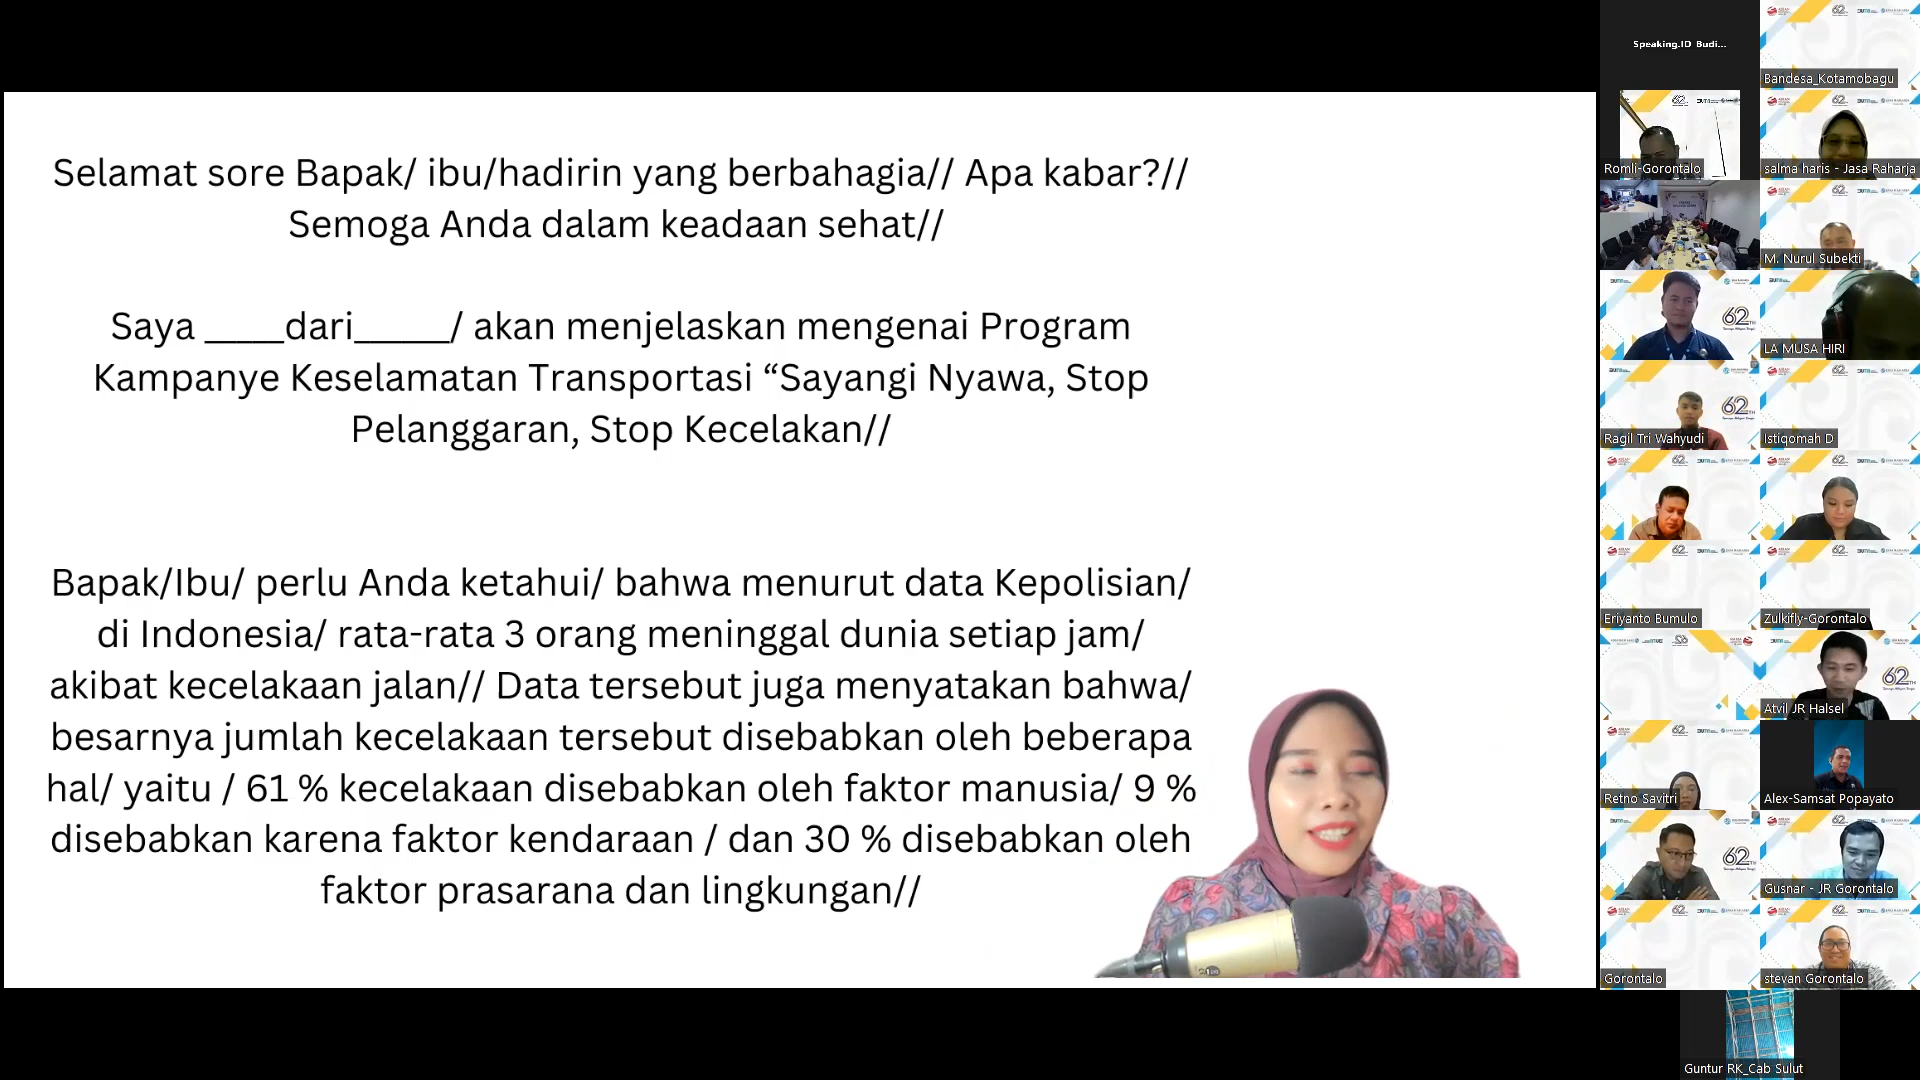 Selamat sore Bapak/ ibu/hadirin yang berbahagia// Apa kabar?//
Semoga Anda dalam keadaan sehat//
Saya _____dari______/ akan menjelaskan mengenai Program
Kampanye Keselamatan Transportasi “Sayangi Nyawa, Stop
Pelanggaran, Stop Kecelakan//
Bapak/Ibu/ perlu Anda ketahui/ bahwa menurut data Kepolisian/
di Indonesia/ rata-rata 3 orang meninggal dunia setiap jam/
akibat kecelakaan jalan// Data tersebut juga menyatakan bahwa/
besarnya jumlah kecelakaan tersebut disebabkan oleh beberapa
hal/ yaitu / 61 % kecelakaan disebabkan oleh faktor manusia/ 9 %
disebabkan karena faktor kendaraan / dan 30 % disebabkan oleh
faktor prasarana dan lingkungan//
Speaking.ID Budi...
Bandesa_Kotamobagu
Romli-Gorontalo
salma haris - Jasa Raharja
M. Nurul Subekti
62TH
LA MUSA HIRI
62TH
Ragil Tri Wahyudi
Istiqomah D
Eriyanto Bumulo
Zulkifly-Gorontalo
62TH
Atvil JR Halsel
Retno Savitri
Alex-Samsat Popayato
62TH
Gusnar - JR Gorontalo
Gorontalo
stevan Gorontalo
Guntur RK_Cab Sulut